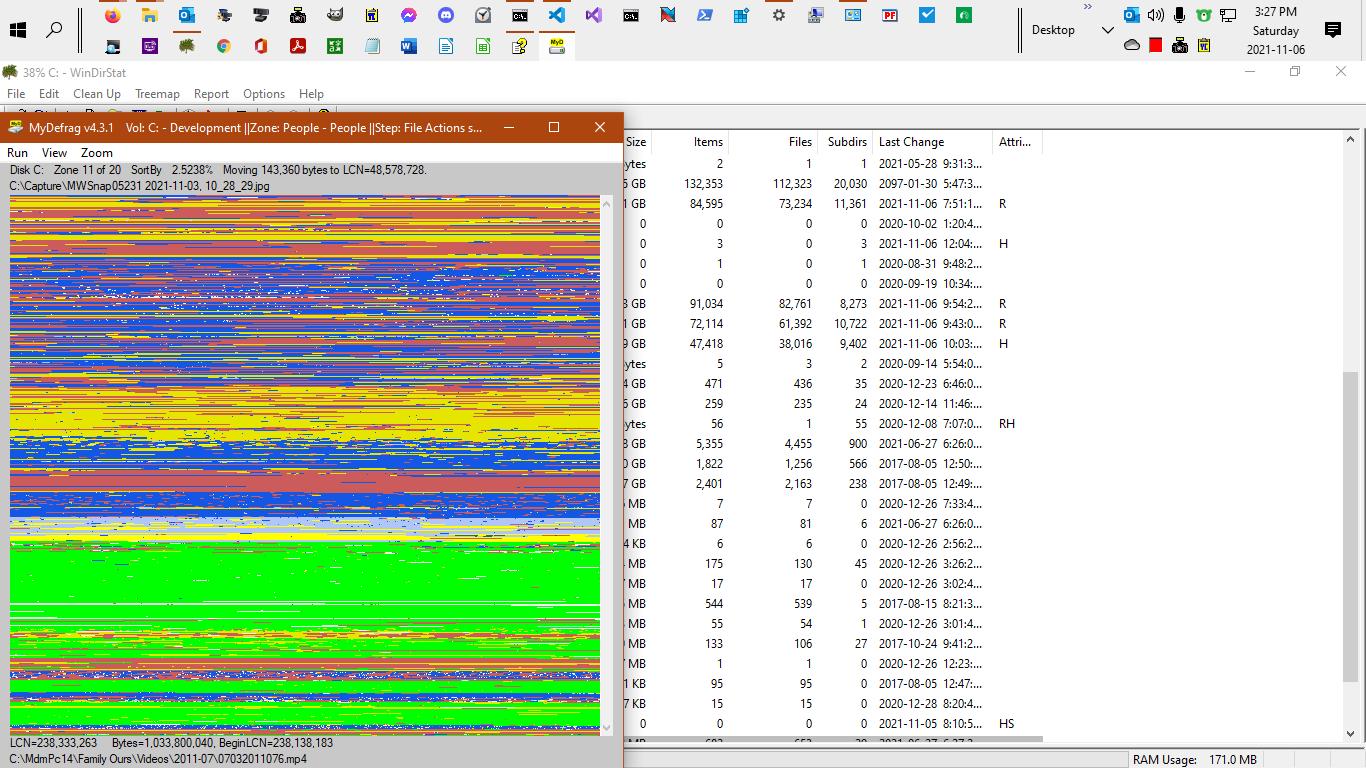 3:27 PM
Desktop
Saturday
2021-11-06
38% C: - WinDirStat
File Edit Clean Up Treemap Report Options Help
MyDefrag v4.3.1 Vol: C: - Development ||Zone: People - People ||Step: File Actions s...
Run View Zoom
Disk C: Zone 11 of 20 SortBy 2.5238% Moving 143,360 bytes to LCN=48,578,728.
C:\Capture\MWSnap05231 2021-11-03, 10_28_29.jpg
LCN=238,333,263 Bytes=1,033,800,040, BeginLCN=238,138,183
C:\MdmPc14\Family Ours\Videos\2011-07\07032011076.mp4
Size Items Files Subdirs Last Change Attri...
ytes 2 1 1 2021-05-28 9:31:3...
GB 132,353 112,323 20,030 2097-01-30 5:47:3...
1 GB 84,595 73,234 11,361 2021-11-06 7:51:1... R
0 0 0 0 2020-10-02 1:20:4...
0 3 0 3 2021-11-06 12:04:... H
0 1 0 1 2020-08-31 9:48:2...
0 0 0 0 2020-09-19 10:34:...
GB 91,034 82,761 8,273 2021-11-06 9:54:2... R
1 GB 72,114 61,392 10,722 2021-11-06 9:43:0... R
GB 47,418 38,016 9,402 2021-11-06 10:03:... H
ytes 5 3 2 2020-09-14 5:54:0...
4 GB 471 436 35 2020-12-23 6:46:0...
GB 259 235 24 2020-12-14 11:46:...
ytes 56 1 55 2020-12-08 7:07:0... RH
GB 5,355 4,455 900 2021-06-27 6:26:0...
GB 1,822 1,256 566 2017-08-05 12:50:...
7 GB 2,401 2,163 238 2017-08-05 12:49:...
MB 7 7 0 2020-12-26 7:33:4...
MB 87 81 6 2021-06-27 6:26:0...
4 KB 6 6 0 2020-12-26 2:56:2...
MB 175 130 45 2020-12-26 3:26:2...
MB 17 17 0 2020-12-26 3:02:4...
MB 544 539 5 2017-08-15 8:21:3...
MB 55 54 1 2020-12-26 3:01:4...
MB 133 106 27 2017-10-24 9:41:2...
MB 1 1 0 2020-12-26 12:23:...
1 KB 95 95 0 2017-08-05 12:47:...
7 KB 15 15 0 2020-12-28 8:20:4...
0 0 0 0 2021-11-05 8:10:5... HS
RAM Usage: 171.0 MB